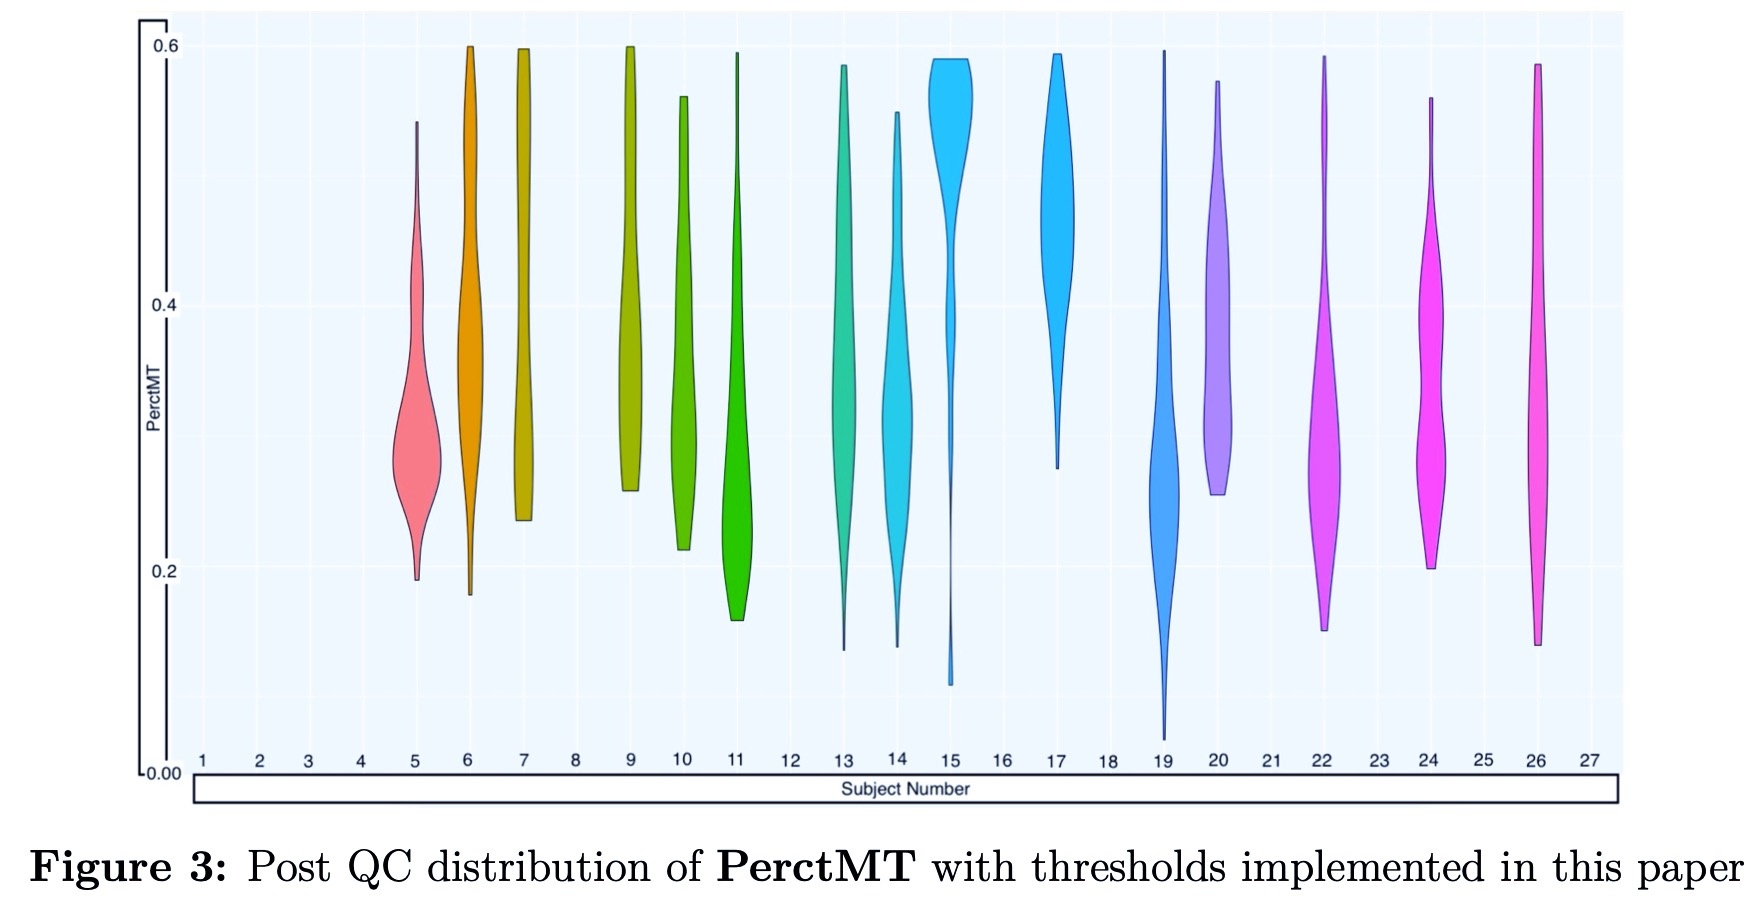 0.6
0.4
PerctMT
0.2
0.00
1 2 3 4 5 6 7 8 9 10 11 12 13 14 15 16 17 18 19 20 21 22 23 24 25 26 27
Subject Number
Figure 3: Post QC distribution of PerctMT with thresholds implemented in this paper